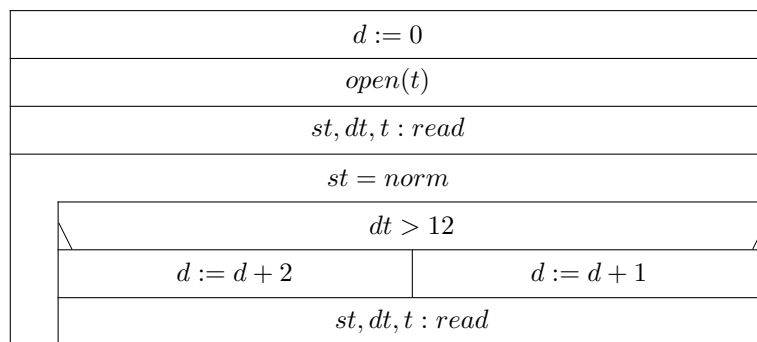 d := 0
open(t)
st, dt, t : read
st = norm
dt > 12
d := d + 2
d := d + 1
st, dt, t : read